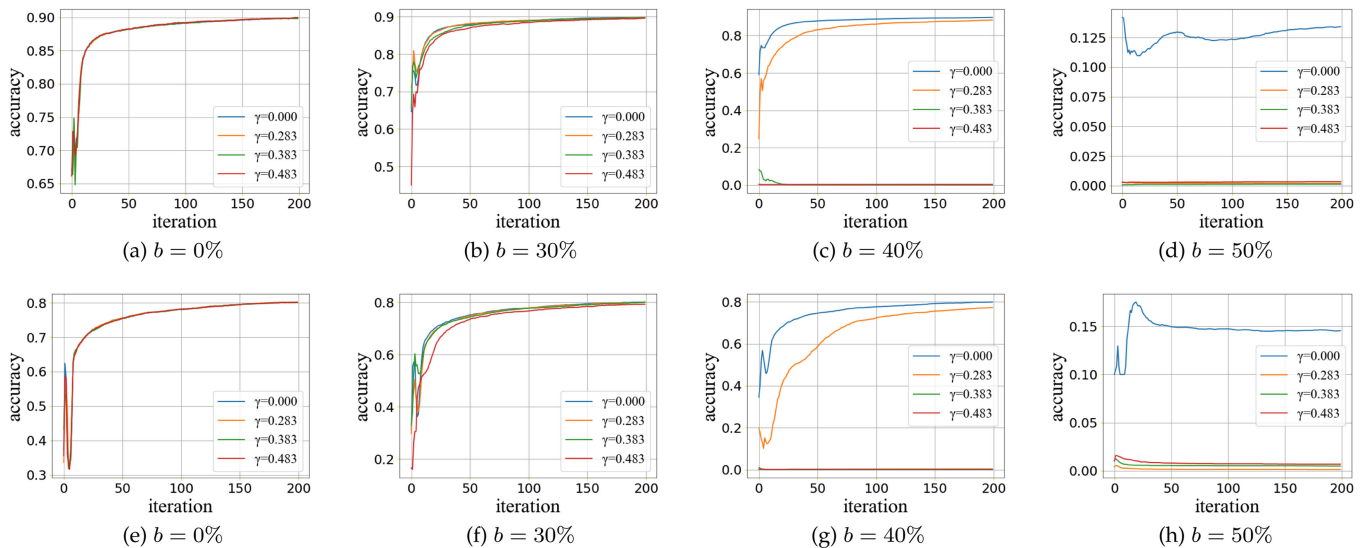 0.90
0.85
0.80
0.75
0.70
0.65
accuracy
γ=0.000
γ=0.283
γ=0.383
γ=0.483
0 50 100 150 200
iteration
(a) b = 0%
0.9
0.8
0.7
0.6
0.5
accuracy
γ=0.000
γ=0.283
γ=0.383
γ=0.483
0 50 100 150 200
iteration
(b) b = 30%
0.8
0.6
0.4
0.2
0.0
accuracy
γ=0.000
γ=0.283
γ=0.383
γ=0.483
0 50 100 150 200
iteration
(c) b = 40%
0.125
0.100
0.075
0.050
0.025
0.000
accuracy
γ=0.000
γ=0.283
γ=0.383
γ=0.483
0 50 100 150 200
iteration
(d) b = 50%
0.8
0.7
0.6
0.5
0.4
0.3
accuracy
γ=0.000
γ=0.283
γ=0.383
γ=0.483
0 50 100 150 200
iteration
(e) b = 0%
0.8
0.6
0.4
0.2
accuracy
γ=0.000
γ=0.283
γ=0.383
γ=0.483
0 50 100 150 200
iteration
(f) b = 30%
0.8
0.6
0.4
0.2
0.0
accuracy
γ=0.000
γ=0.283
γ=0.383
γ=0.483
0 50 100 150 200
iteration
(g) b = 40%
0.15
0.10
0.05
0.00
accuracy
γ=0.000
γ=0.283
γ=0.383
γ=0.483
0 50 100 150 200
iteration
(h) b = 50%